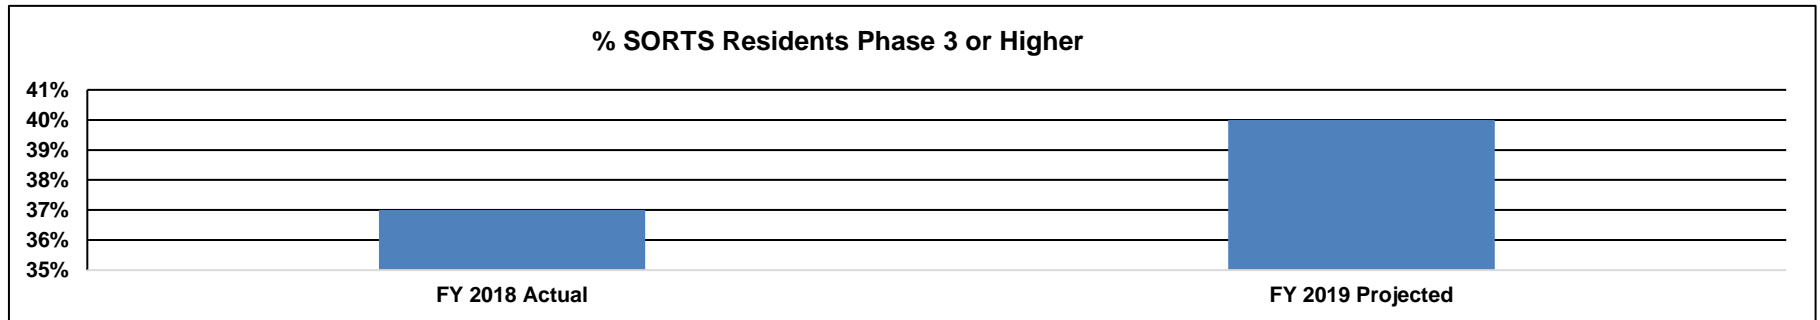 % SORTS Residents Phase 3 or Higher
41%
40%
39%
38%
37%
36%
35%
FY 2018 Actual
FY 2019 Projected